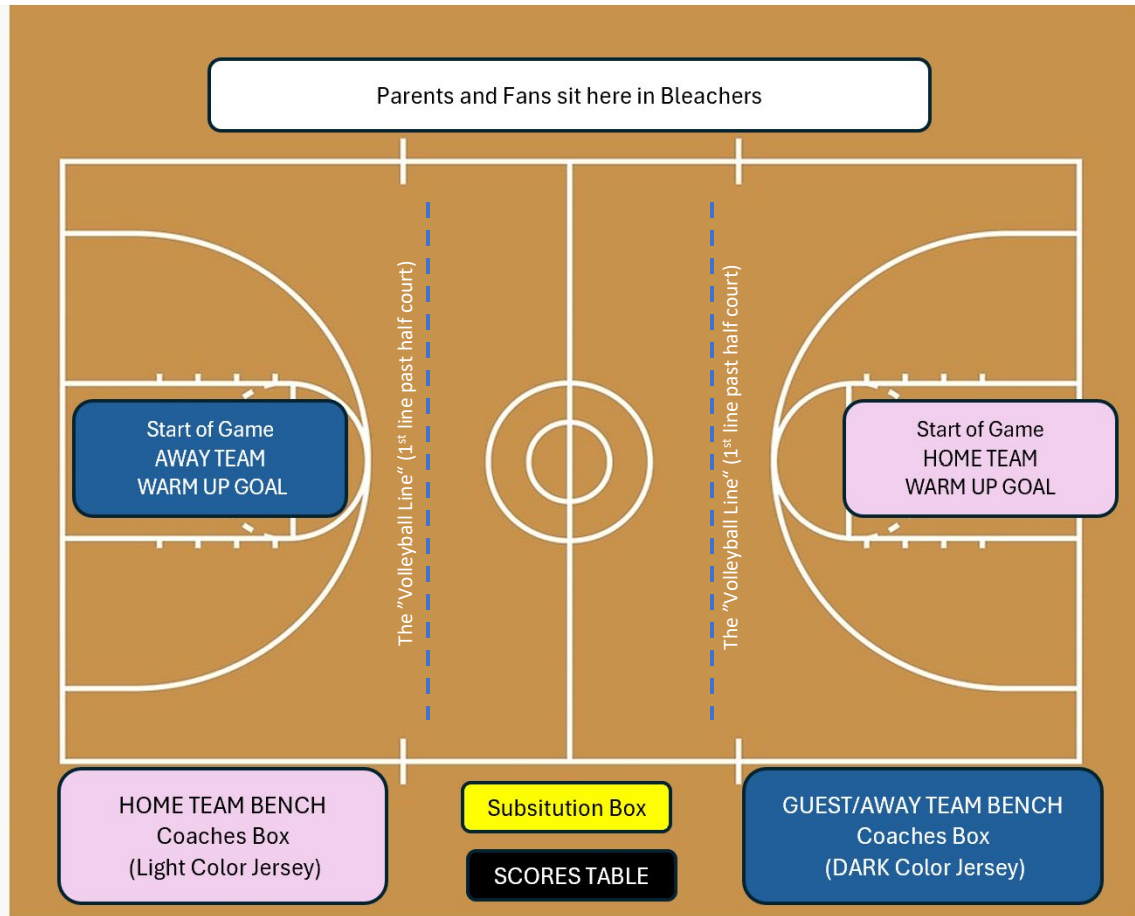 Parents and Fans sit here in Bleachers
The "Volleyball Line" (1st line past half court)
The "Volleyball Line" (1st line past half court)
Start of Game
AWAY TEAM
WARM UP GOAL
Start of Game
HOME TEAM
WARM UP GOAL
HOME TEAM BENCH
Coaches Box
(Light Color Jersey)
Subsitution Box
SCORES TABLE
GUEST/AWAY TEAM BENCH
Coaches Box
(DARK Color Jersey)